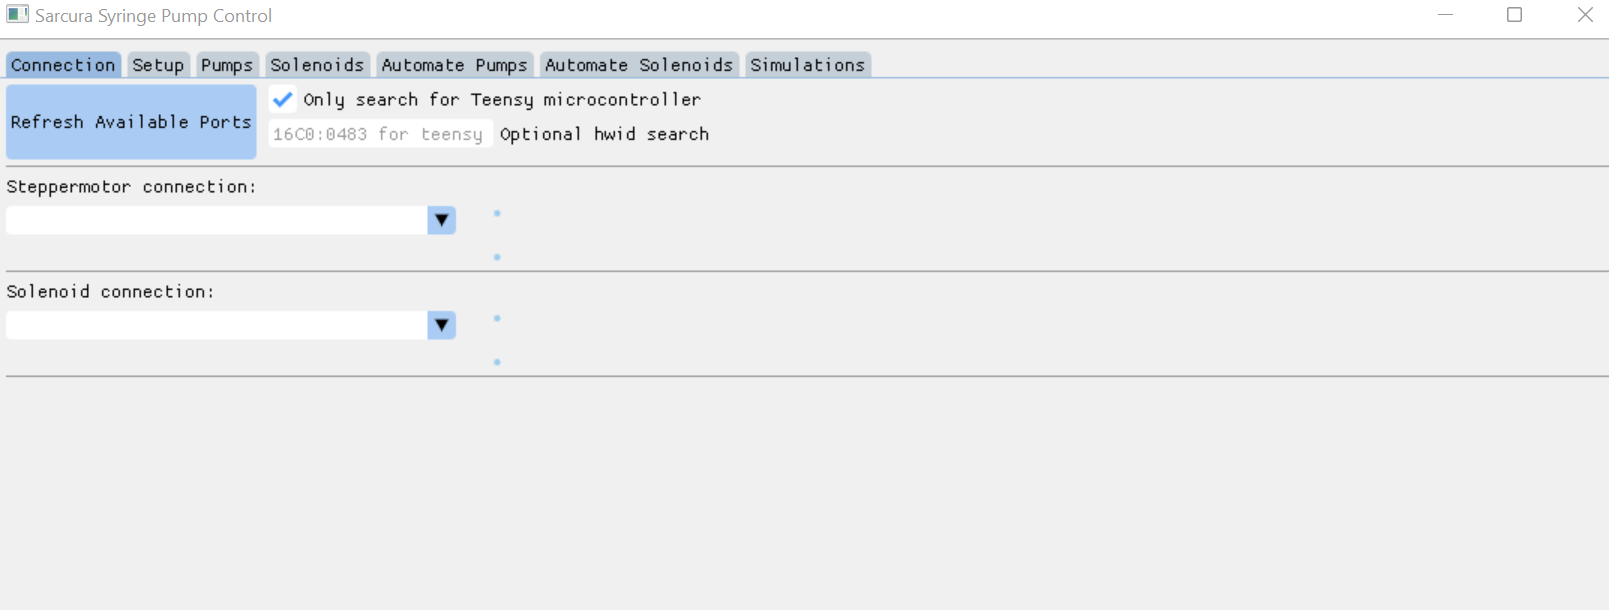 Sarcura Syringe Pump Control
Connection Setup Pumps Solenoids Automate Pumps Automate Solenoids Simulations
Refresh Available Ports
Only search for Teensy microcontroller
16C0:0483 for teensy Optional hwid search
Steppermotor connection:
Solenoid connection: